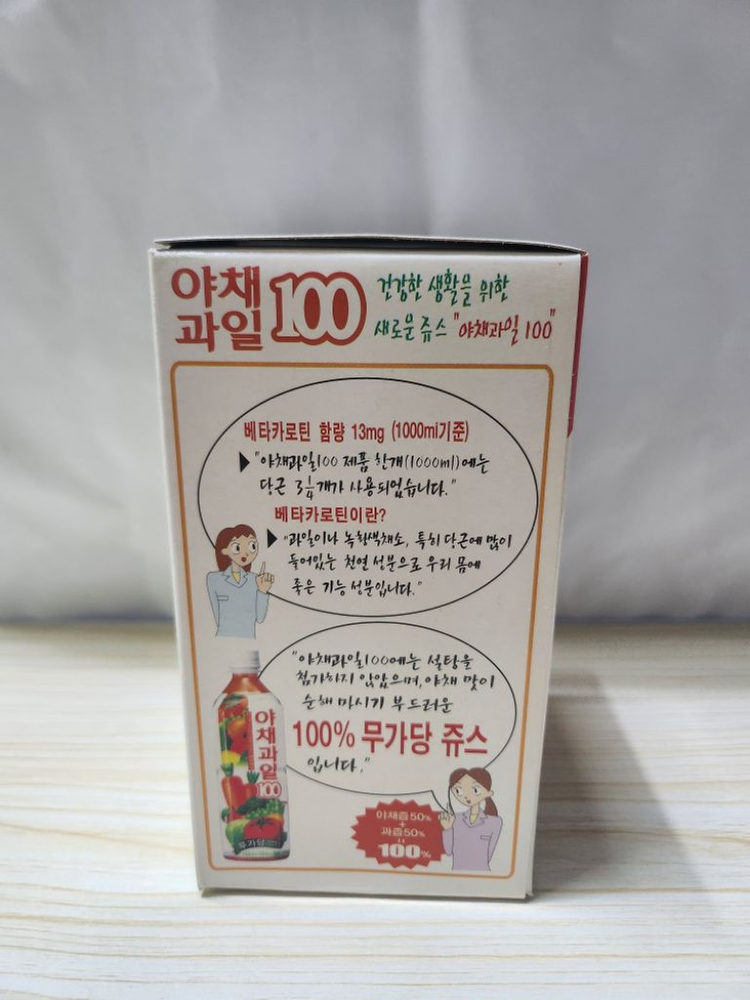 야채
과일 100
건강한 생활을 위한
새로운 쥬스 "야채과일 100"
베타카로틴 함량 13mg (1000ml기준)
▶ "야채과일100 제품 한개(1000ml)에는
당근 3¼개가 사용되었습니다."
베타카로틴이란?
▶ "과일이나 녹황색채소, 특히 당근에 많이
들어있는 천연 성분으로 우리 몸에
좋은 기능 성분입니다."
"야채과일100에는 설탕을
첨가하지 않았으며, 야채 맛이
순해 마시기 부드러운
100% 무가당 쥬스
입니다."
야채과일
100
무가당
야채즙 50%
+
과즙 50%
100%